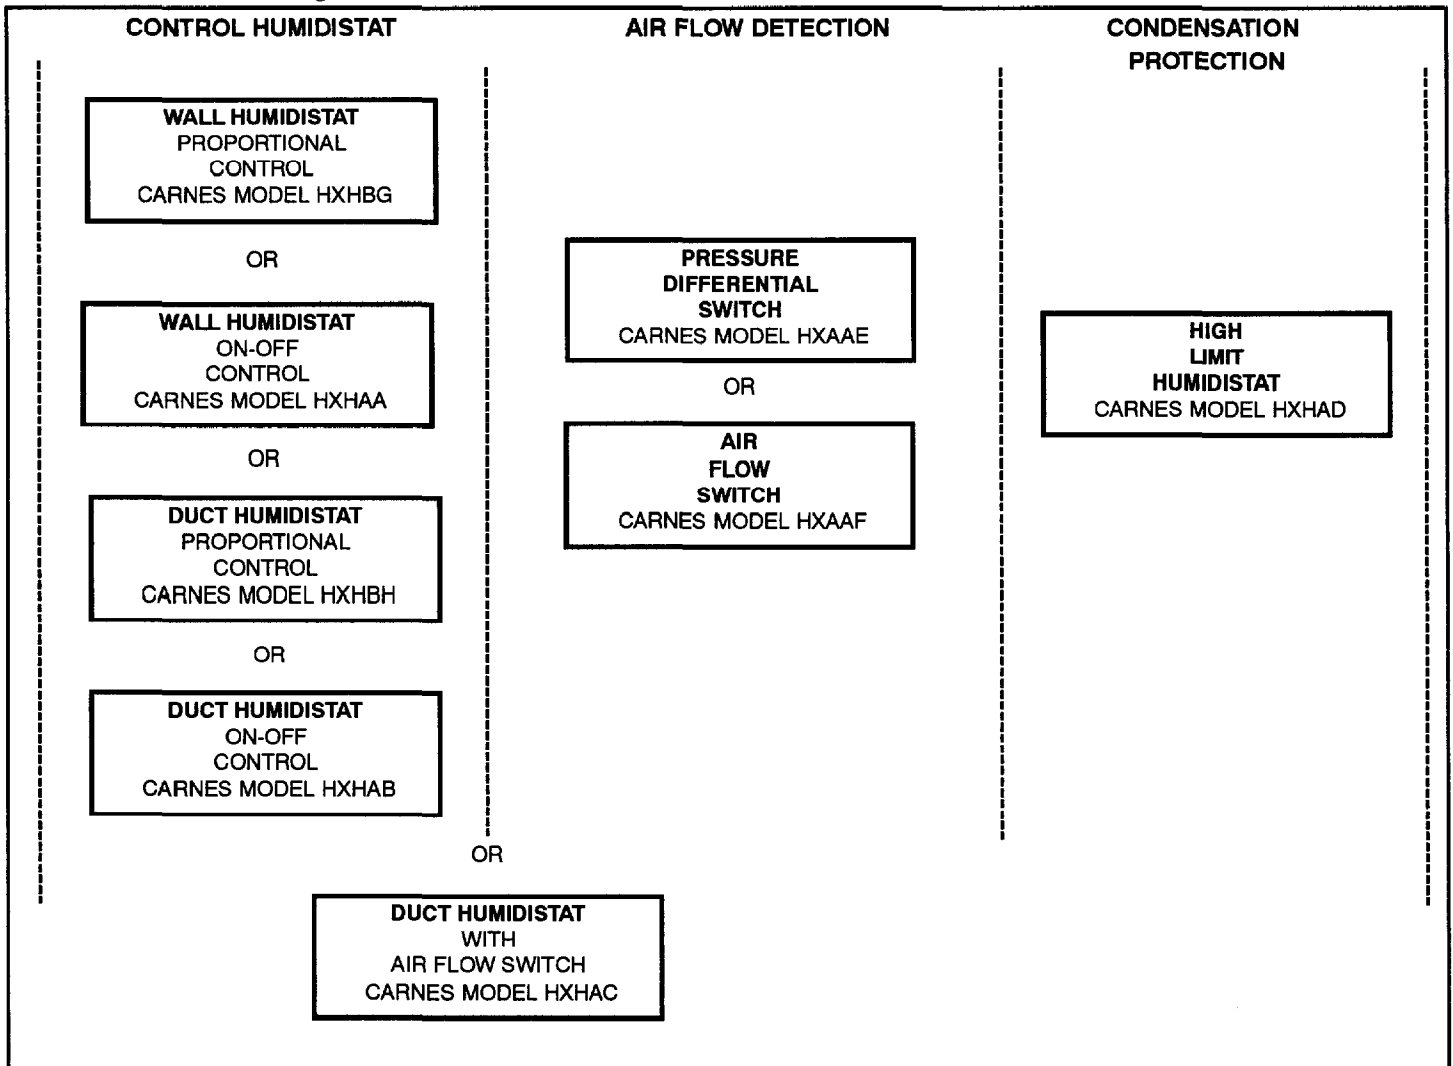 CONTROL HUMIDISTAT
WALL HUMIDISTAT
PROPORTIONAL
CONTROL
CARNES MODEL HXHBG
OR
WALL HUMIDISTAT
ON-OFF
CONTROL
CARNES MODEL HXHAA
OR
DUCT HUMIDISTAT
PROPORTIONAL
CONTROL
CARNES MODEL HXHBH
OR
DUCT HUMIDISTAT
ON-OFF
CONTROL
CARNES MODEL HXHAB
OR
DUCT HUMIDISTAT
WITH
AIR FLOW SWITCH
CARNES MODEL HXHAC
AIR FLOW DETECTION
PRESSURE
DIFFERENTIAL
SWITCH
CARNES MODEL HXAAE
OR
AIR
FLOW
SWITCH
CARNES MODEL HXAAF
CONDENSATION
PROTECTION
HIGH
LIMIT
HUMIDISTAT
CARNES MODEL HXHAD